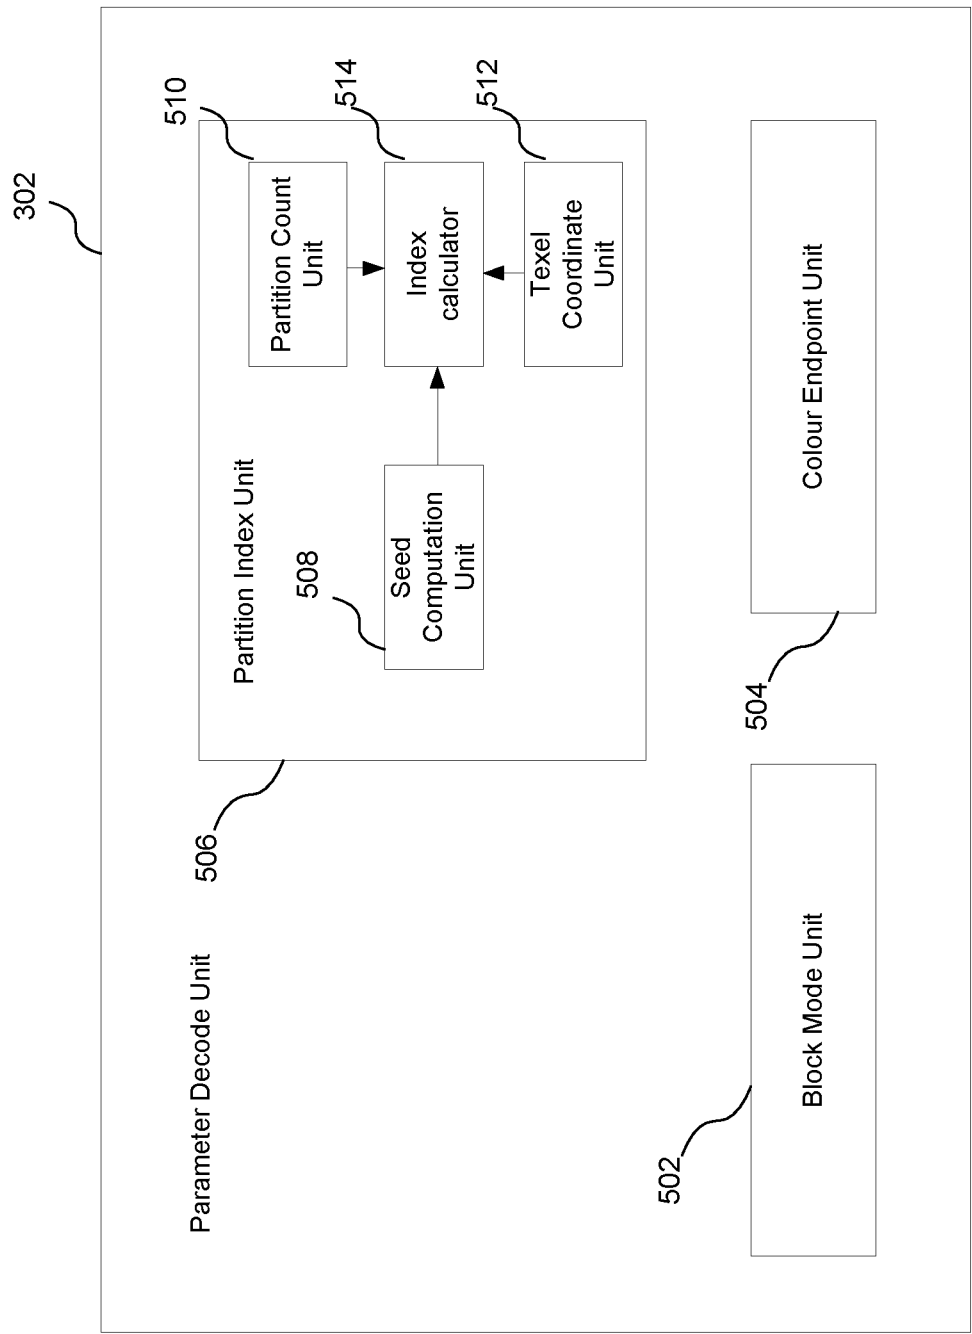 302
Parameter Decode Unit
506
Partition Index Unit
510
Partition Count
Unit
508
Seed
Computation
Unit
514
Index
calculator
512
Texel
Coordinate
Unit
502
Block Mode Unit
504
Colour Endpoint Unit